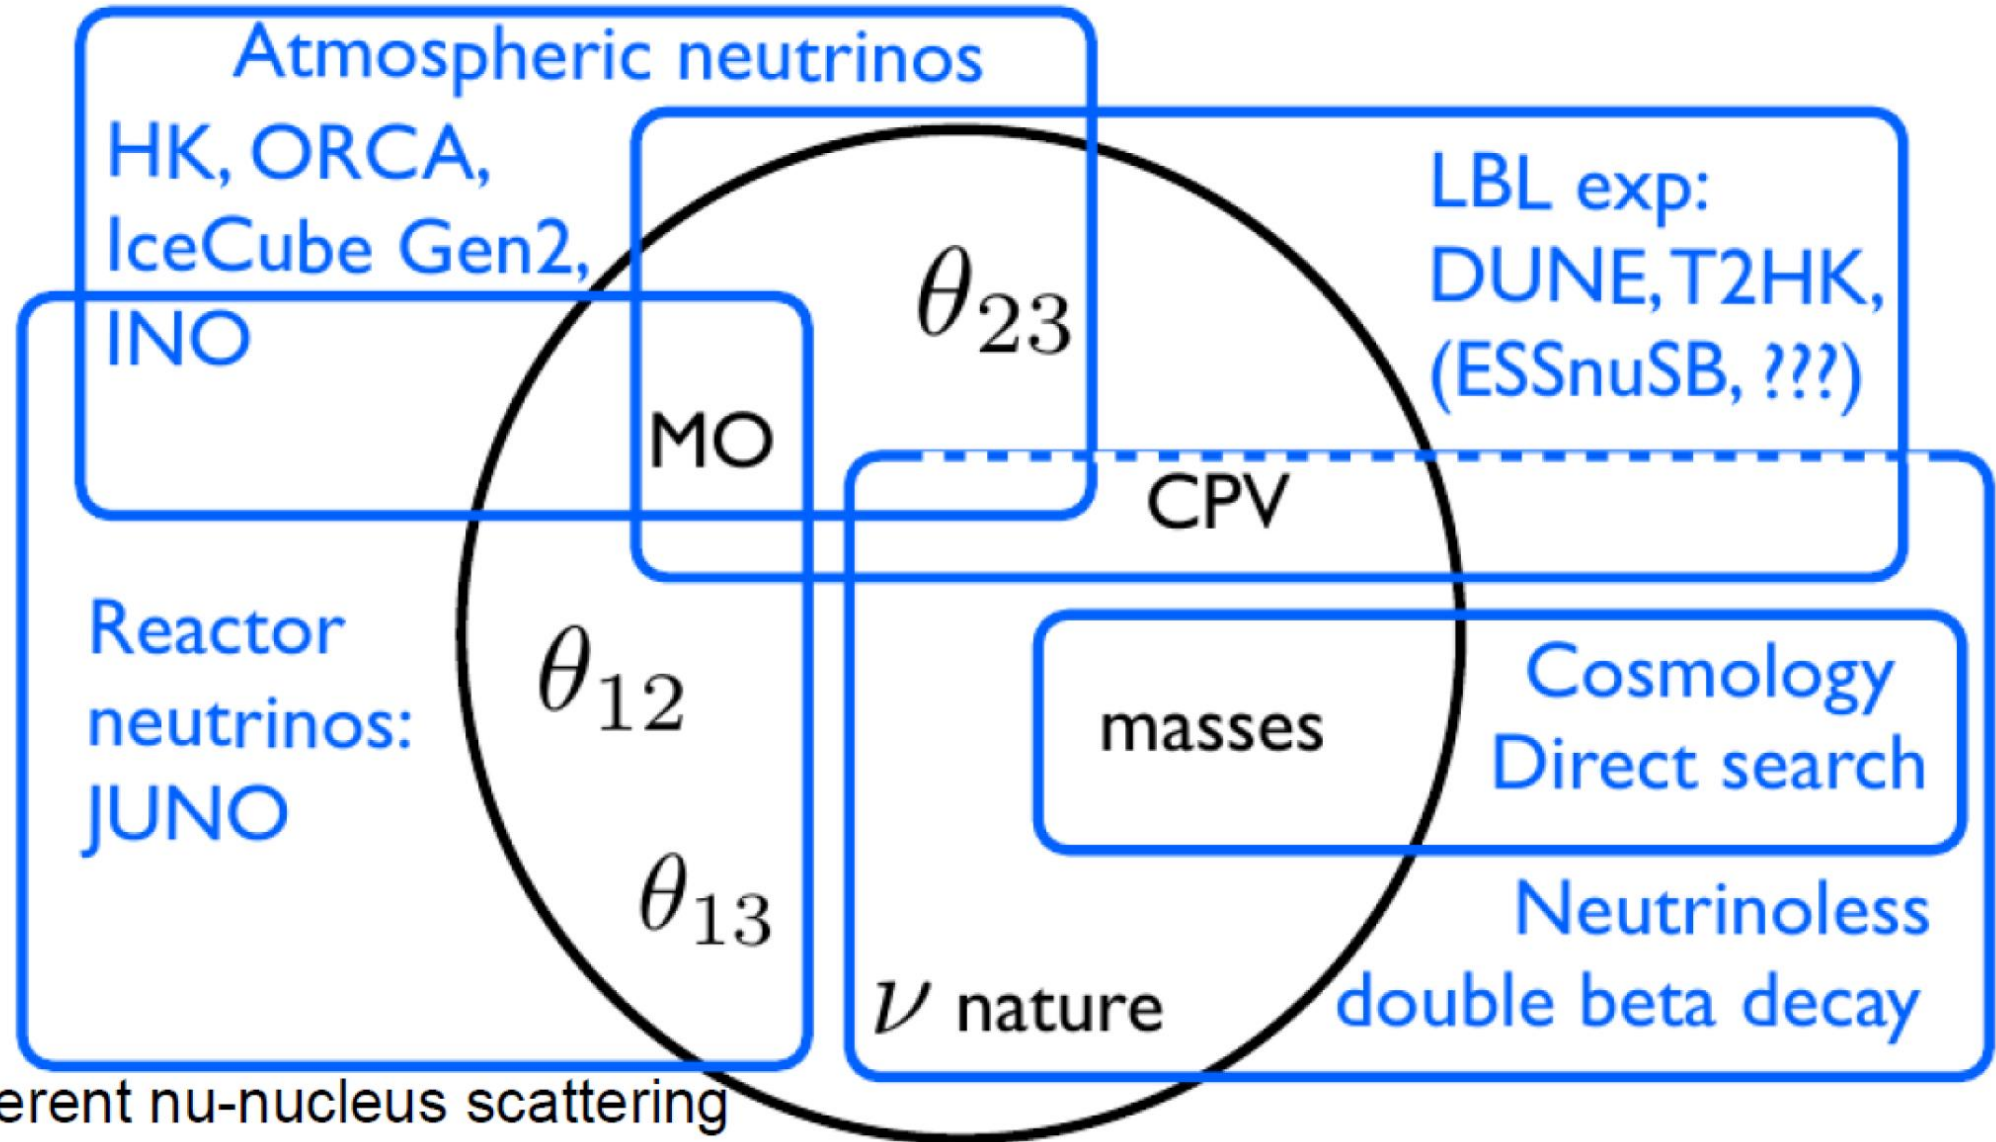 Atmospheric neutrinos
HK, ORCA,
IceCube Gen2,
INO
LBL exp:
DUNE, T2HK,
(ESSnuSB, ???)
θ₂₃
MO
CPV
Reactor
neutrinos:
JUNO
θ₁₂
θ₁₃
masses
Cosmology
Direct search
Neutrinoless
double beta decay
ν nature
erent nu-nucleus scattering